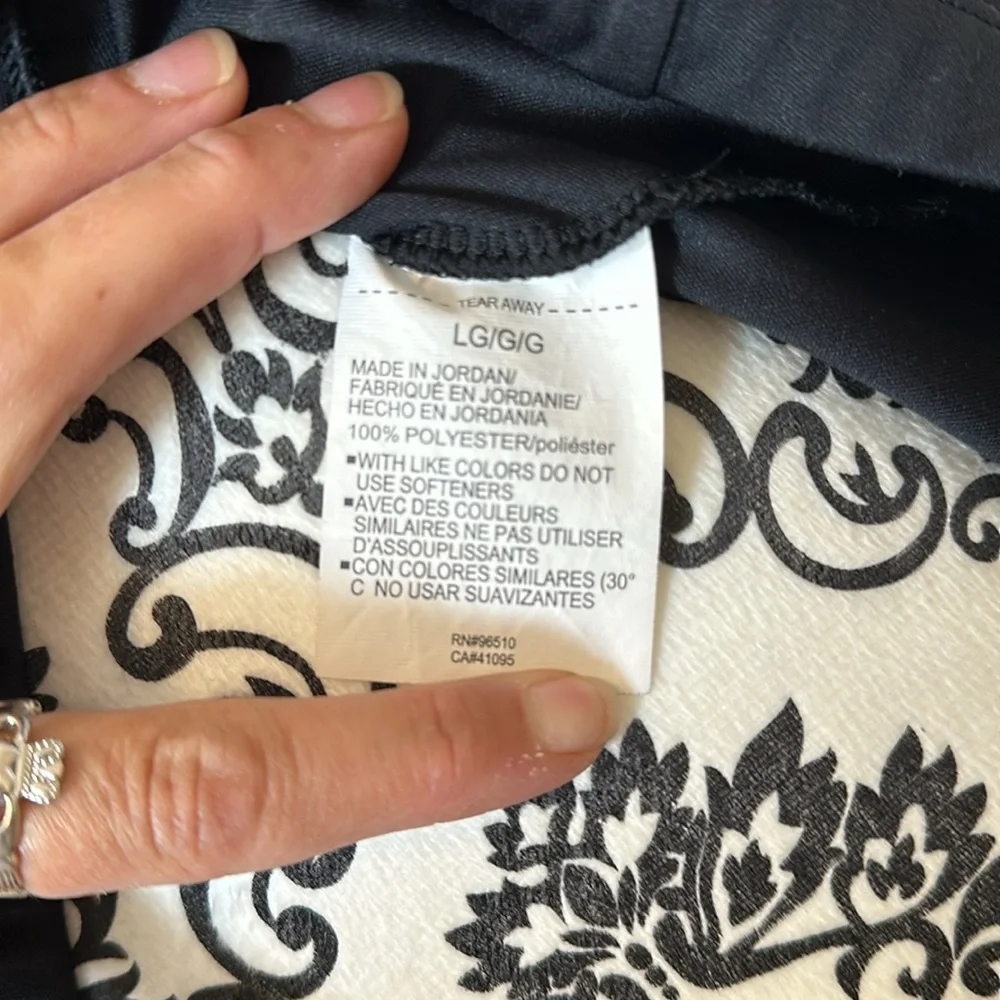 TEAR AWAY
LG/G/G
MADE IN JORDAN/
FABRIQUÉ EN JORDANIE/
HECHO EN JORDANIA
100% POLYESTER/poliéster
▪WITH LIKE COLORS DO NOT
USE SOFTENERS
▪AVEC DES COULEURS
SIMILAIRES NE PAS UTILISER
D'ASSOUPLISSANTS
▪CON COLORES SIMILARES (30°
C NO USAR SUAVIZANTES
RN#96510
CA#41095